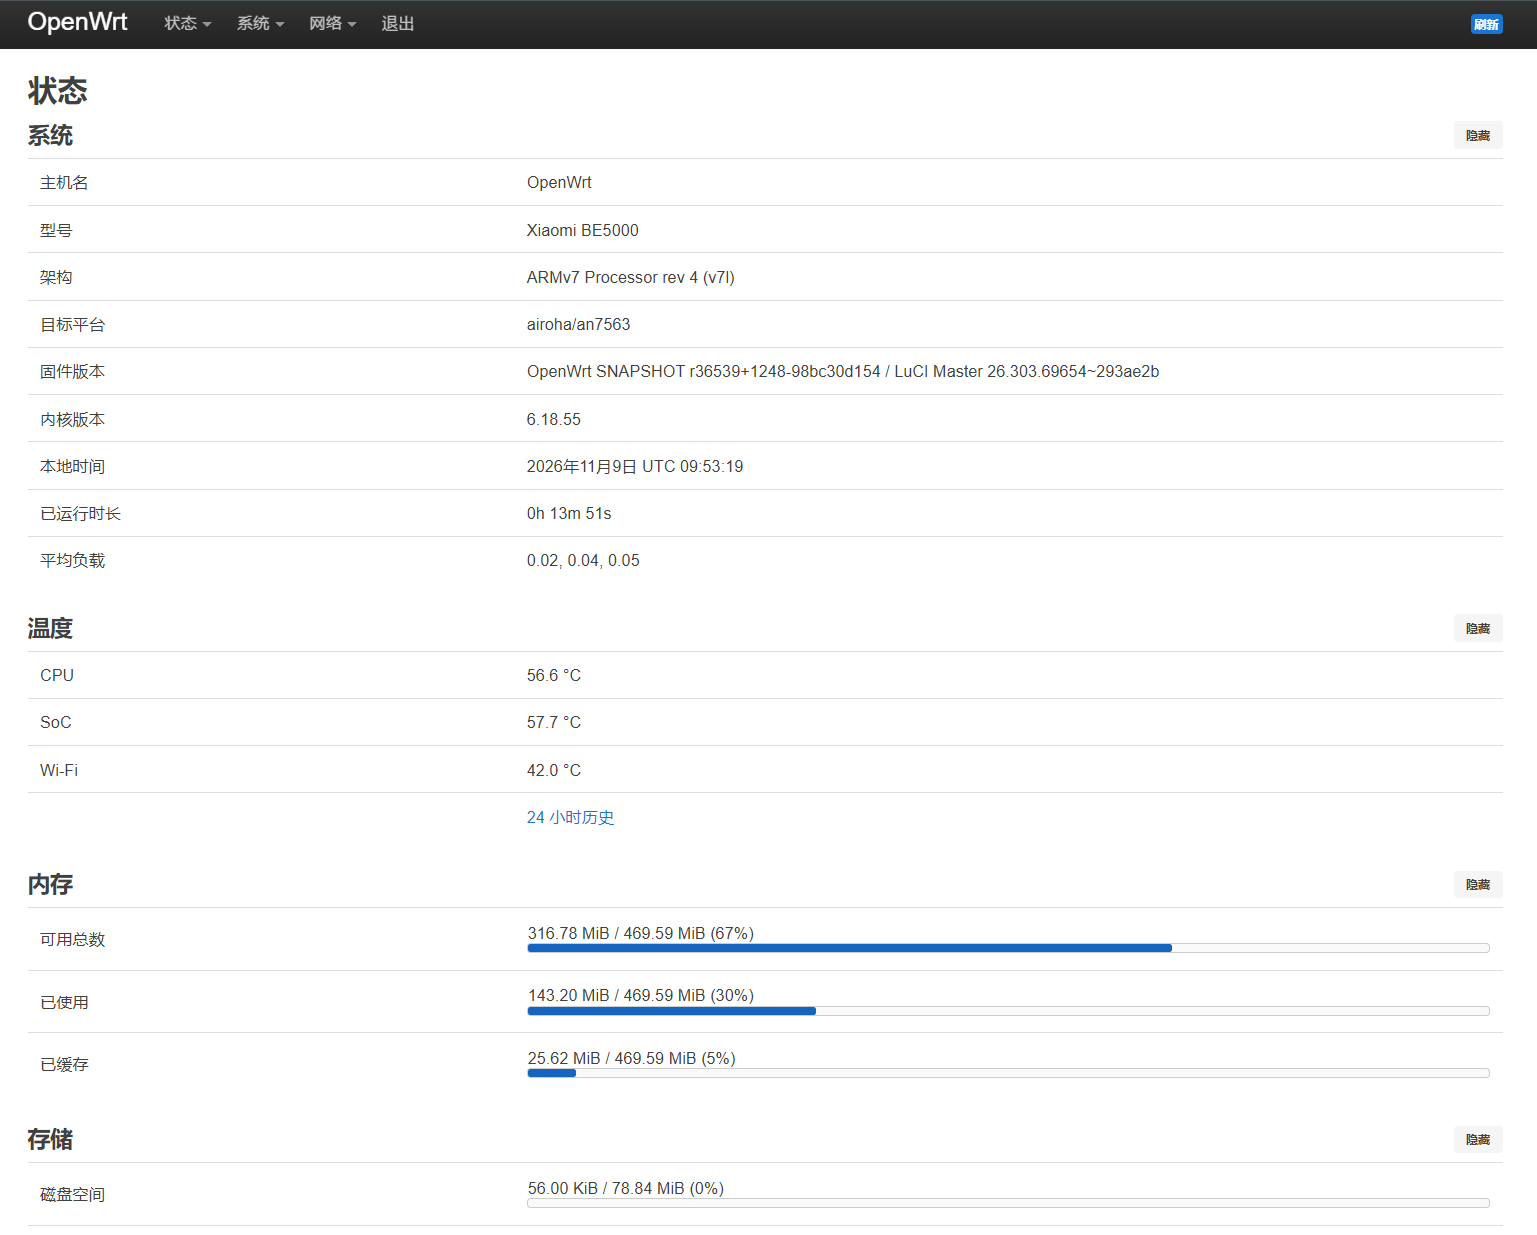 OpenWrt 状态 系统 网络 退出 刷新
状态
系统 隐藏
主机名 OpenWrt
型号 Xiaomi BE5000
架构 ARMv7 Processor rev 4 (v7l)
目标平台 airoha/an7563
固件版本 OpenWrt SNAPSHOT r36539+1248-98bc30d154 / LuCI Master 26.303.69654~293ae2b
内核版本 6.18.55
本地时间 2026年11月9日 UTC 09:53:19
已运行时长 0h 13m 51s
平均负载 0.02, 0.04, 0.05
温度 隐藏
CPU 56.6 °C
SoC 57.7 °C
Wi-Fi 42.0 °C
24 小时历史
内存 隐藏
可用总数 316.78 MiB / 469.59 MiB (67%)
已使用 143.20 MiB / 469.59 MiB (30%)
已缓存 25.62 MiB / 469.59 MiB (5%)
存储 隐藏
磁盘空间 56.00 KiB / 78.84 MiB (0%)